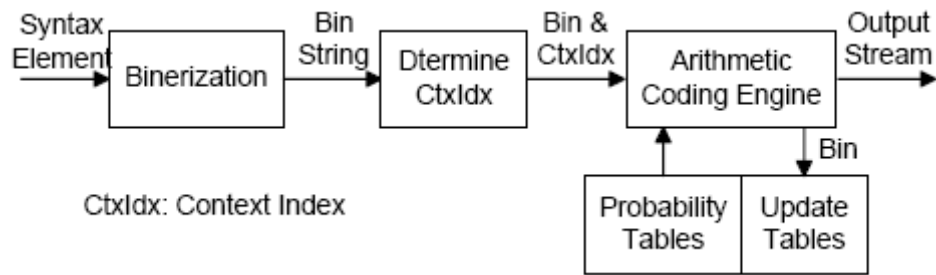 Syntax
Element
Binerization
Bin
String
Dtermine
CtxIdx
Bin &
CtxIdx
Arithmetic
Coding Engine
Output
Stream
Bin
CtxIdx: Context Index
Probability
Tables
Update
Tables